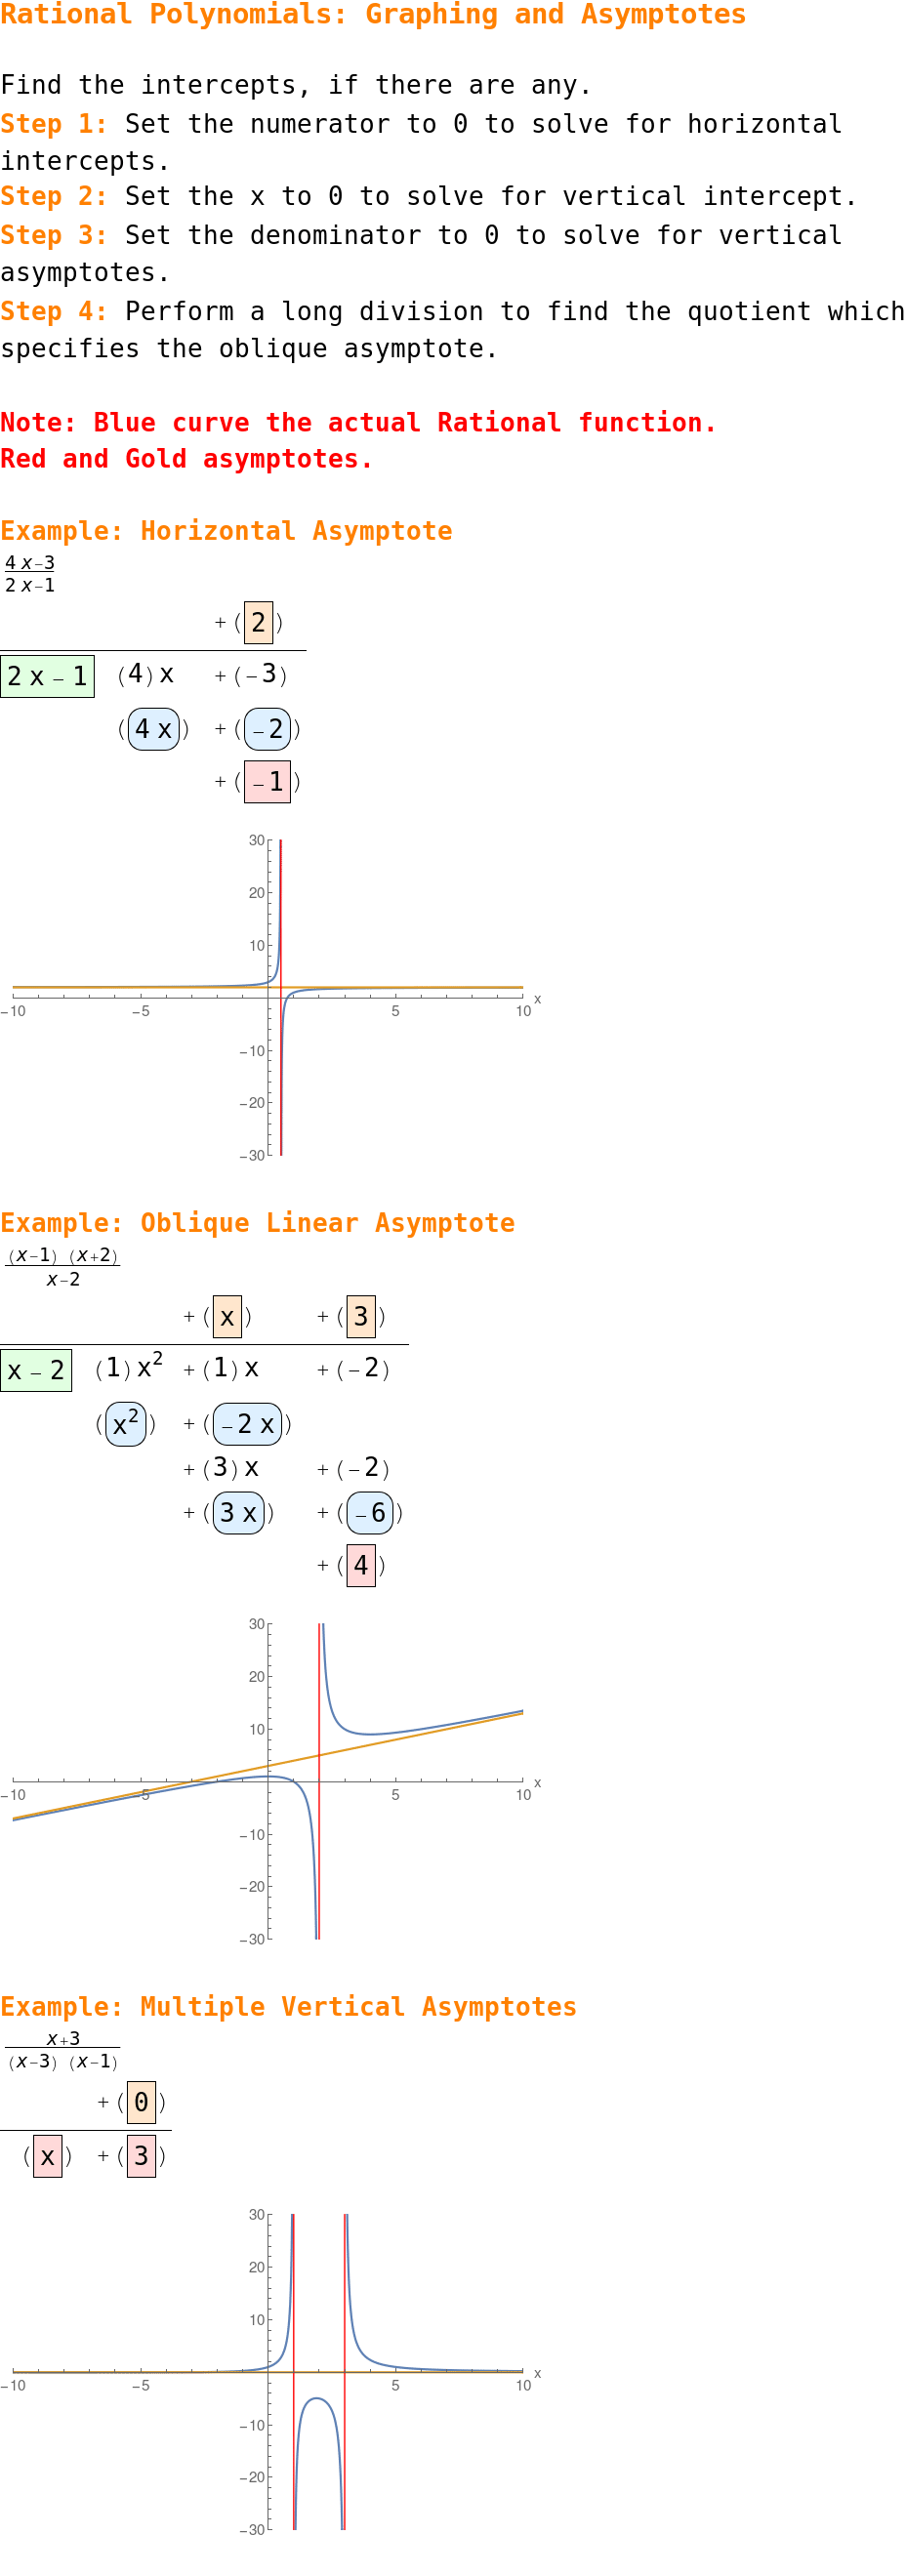 Rational Polynomials: Graphing and Asymptotes
Find the intercepts, if there are any.
Step 1: Set the numerator to 0 to solve for horizontal
intercepts.
Step 2: Set the x to 0 to solve for vertical intercept.
Step 3: Set the denominator to 0 to solve for vertical
asymptotes.
Step 4: Perform a long division to find the quotient which
specifies the oblique asymptote.
Note: Blue curve the actual Rational function.
Red and Gold asymptotes.
Example: Horizontal Asymptote
4 x-3
2 x-1
+ (2)
2 x - 1 (4) x + (-3)
(4 x) + (-2)
+ (-1)
30
20
10
-10 -5 5 10 x
-10
-20
-30
Example: Oblique Linear Asymptote
(x-1) (x+2)
x-2
+ (x) + (3)
x - 2 (1) x² + (1) x + (-2)
(x²) + (-2 x)
+ (3) x + (-2)
+ (3 x) + (-6)
+ (4)
30
20
10
-10 -5 5 10 x
-10
-20
-30
Example: Multiple Vertical Asymptotes
x+3
(x-3) (x-1)
+ (0)
(x) + (3)
30
20
10
-10 -5 5 10 x
-10
-20
-30